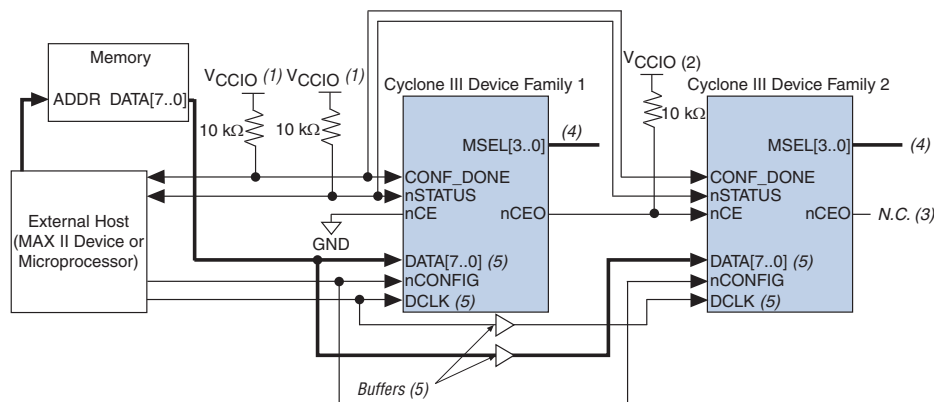 Memory
ADDR DATA[7..0]
VCCIO (1)
VCCIO (1)
10 kΩ
10 kΩ
Cyclone III Device Family 1
MSEL[3..0]
(4)
CONF_DONE
nSTATUS
nCE
nCEO
GND
DATA[7..0] (5)
nCONFIG
DCLK (5)
VCCIO (2)
10 kΩ
Cyclone III Device Family 2
MSEL[3..0]
(4)
CONF_DONE
nSTATUS
nCE
nCEO
N.C. (3)
DATA[7..0] (5)
nCONFIG
DCLK (5)
External Host
(MAX II Device or
Microprocessor)
Buffers (5)